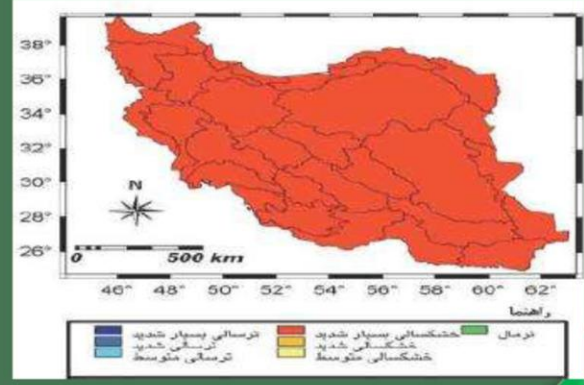 38°
36°
34°
32°
30°
28°
26°
N
0 500 km
46° 48° 50° 52° 54° 56° 58° 60° 62°
راهنما
ترسالی بسیار شدید خشکسالی بسیار شدید نرمال
ترسالی شدید خشکسالی شدید
ترسالی متوسط خشکسالی متوسط